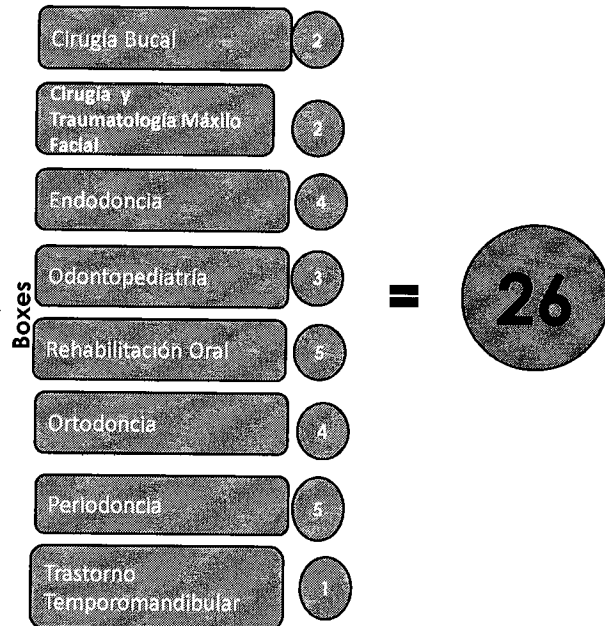 Cirugía Bucal 2
Cirugía y
Traumatología Máxilo
Facial
2
Endodoncia 4
Odontopediatría 3
Boxes
=
26
Rehabilitación Oral 5
Ortodoncia 4
Periodoncia 5
Trastorno
Temporomandibular
1